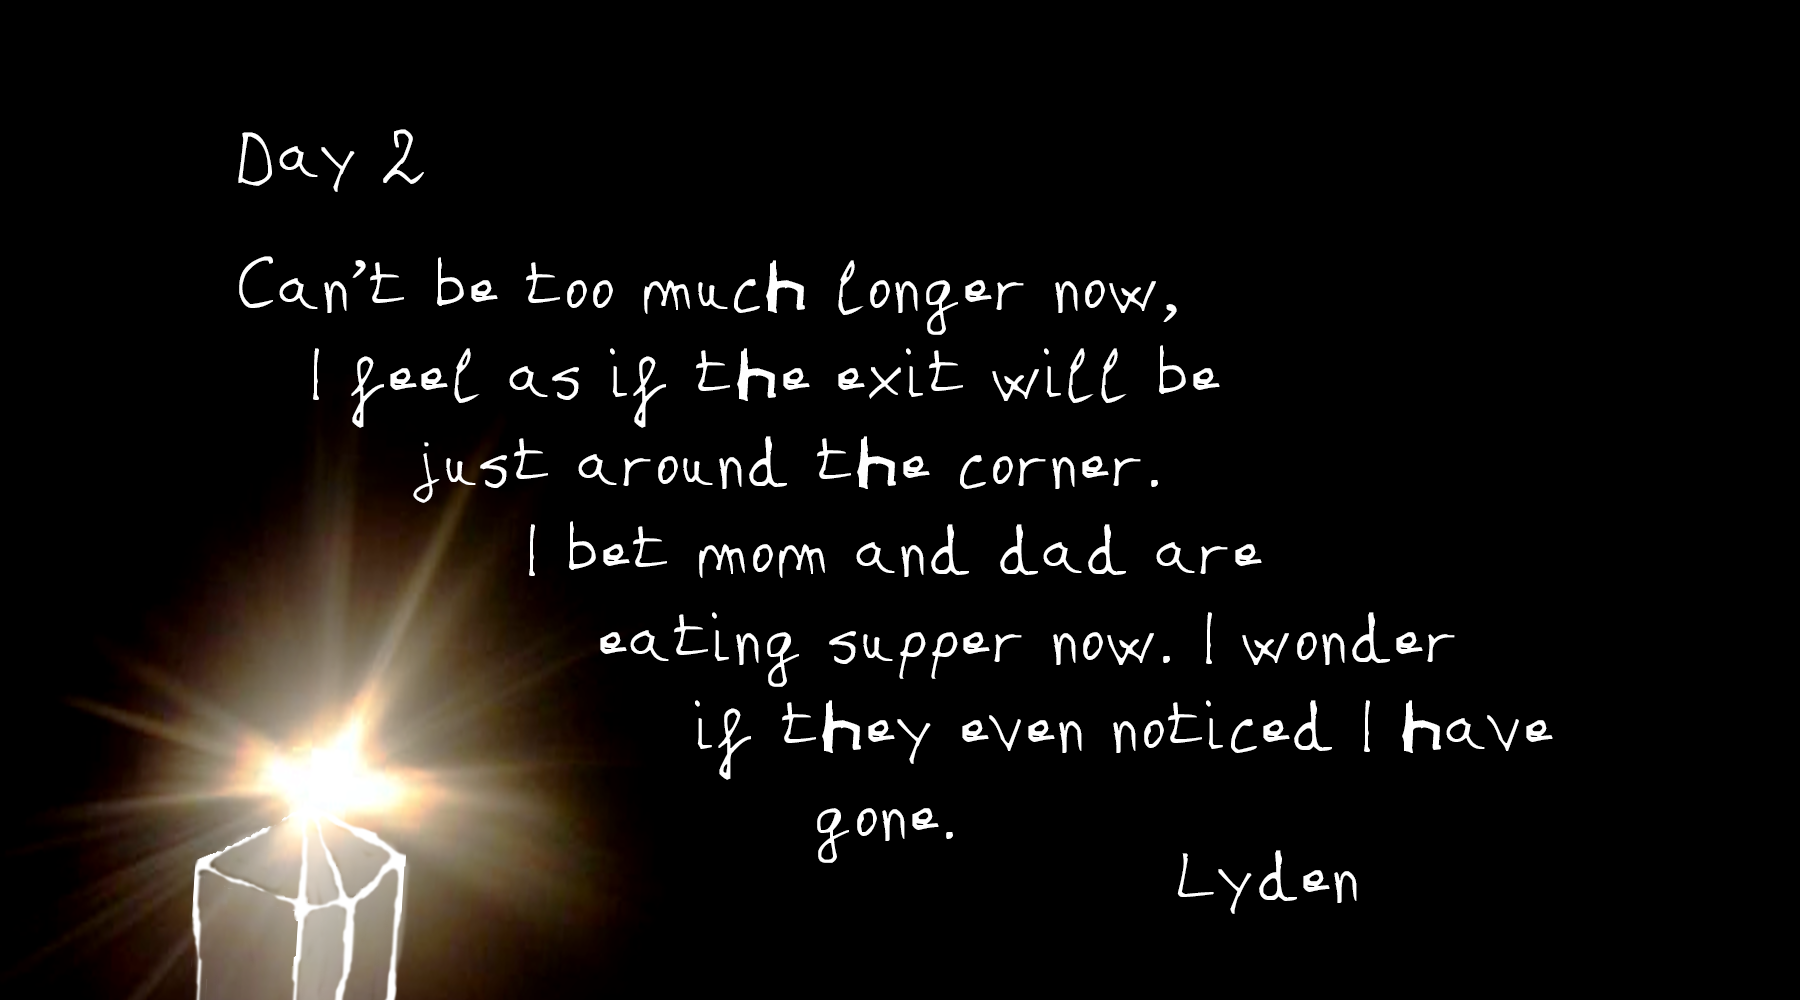 Day 2
Can't be too much longer now,
I feel as if the exit will be
just around the corner.
I bet mom and dad are
eating supper now. I wonder
if they even noticed I have
gone.
Lyden